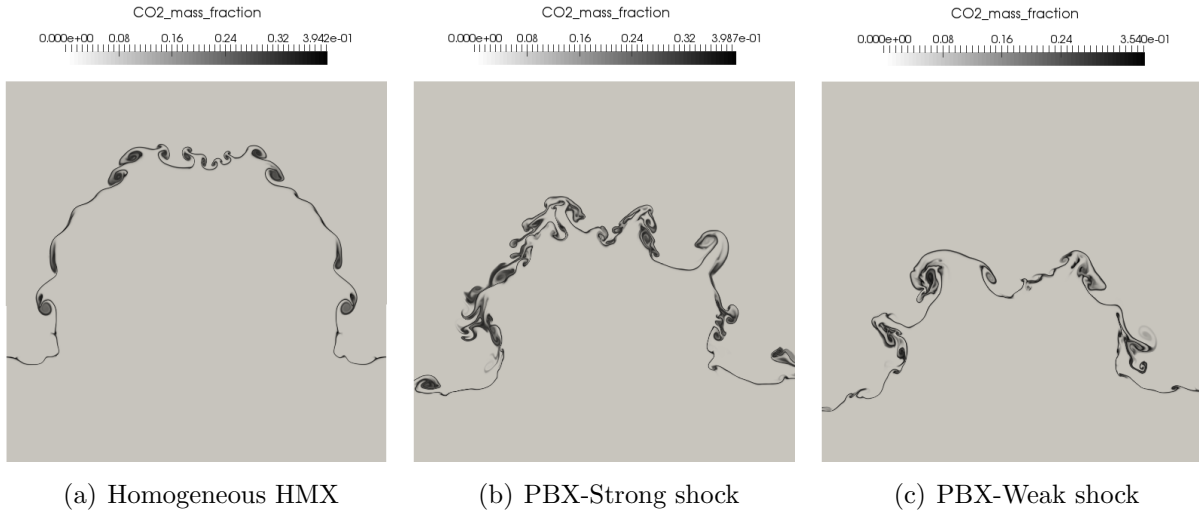 CO2_mass_fraction
0.000e+00 0.08 0.16 0.24 0.32 3.942e-01
CO2_mass_fraction
0.000e+00 0.08 0.16 0.24 0.32 3.987e-01
CO2_mass_fraction
0.000e+00 0.08 0.16 0.24 3.540e-01
(a) Homogeneous HMX
(b) PBX-Strong shock
(c) PBX-Weak shock